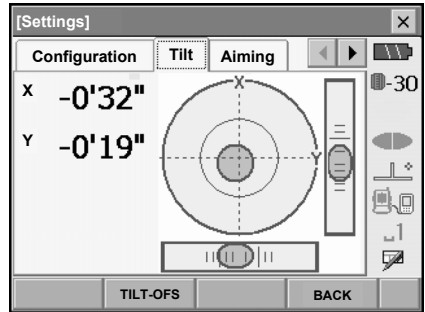 [Settings]
Configuration Tilt Aiming
X -0'32"
Y -0'19"
X
Y
-30
1
TILT-OFS BACK